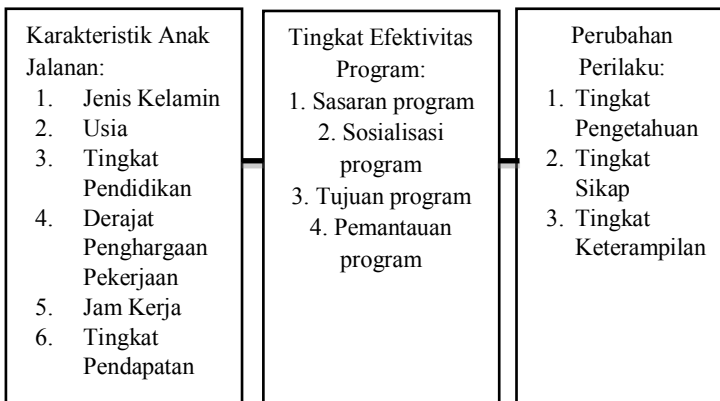 Karakteristik Anak
Jalanan:
1. Jenis Kelamin
2. Usia
3. Tingkat
Pendidikan
4. Derajat
Penghargaan
Pekerjaan
5. Jam Kerja
6. Tingkat
Pendapatan
Tingkat Efektivitas
Program:
1. Sasaran program
2. Sosialisasi
program
3. Tujuan program
4. Pemantauan
program
Perubahan
Perilaku:
1. Tingkat
Pengetahuan
2. Tingkat
Sikap
3. Tingkat
Keterampilan